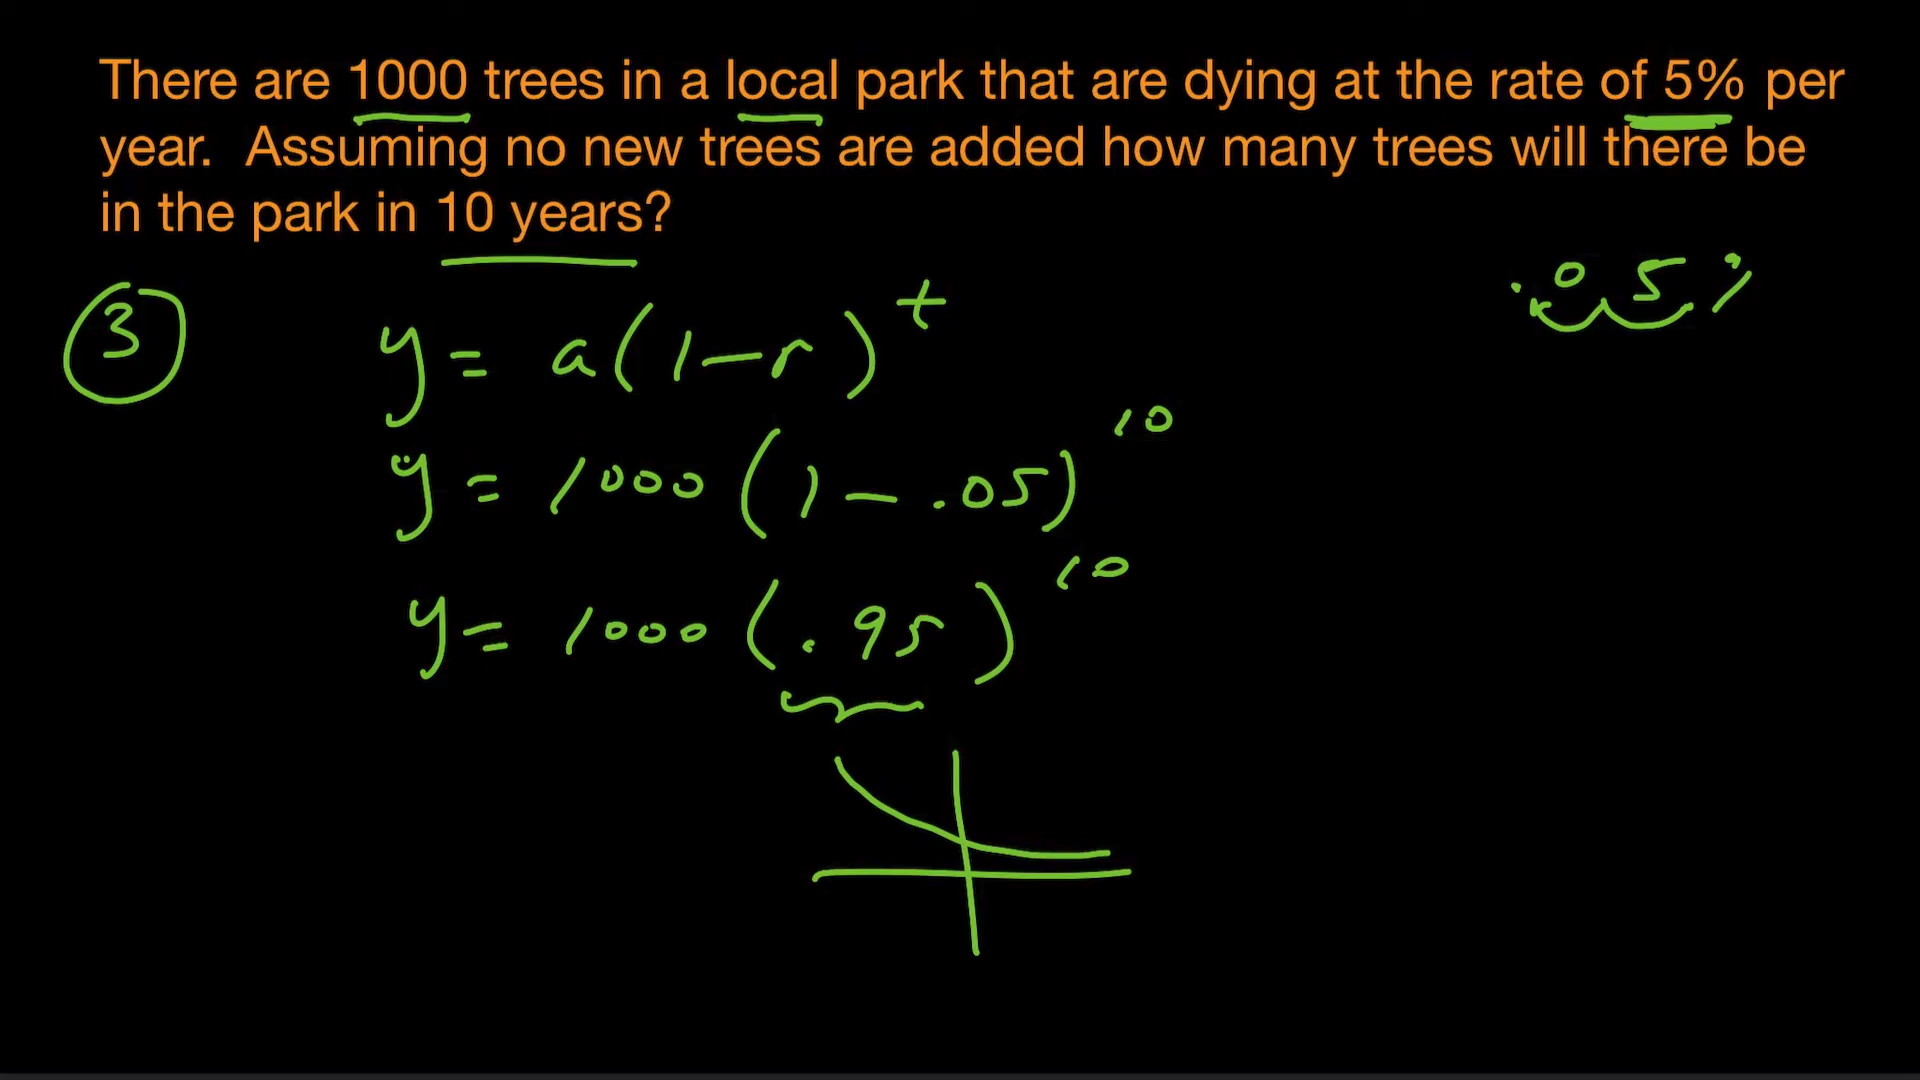 There are 1000 trees in a local park that are dying at the rate of 5% per
year. Assuming no new trees are added how many trees will there be
in the park in 10 years?
.05%
3
y = a(1-r)^t
y = 1000(1-.05)^10
y = 1000(.95)^10